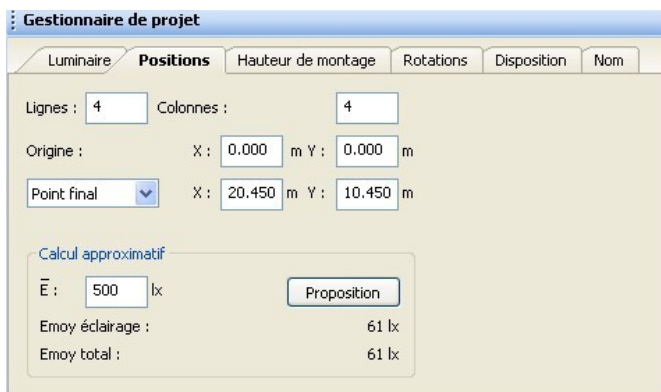 Gestionnaire de projet
Luminaire Positions Hauteur de montage Rotations Disposition Nom
Lignes : 4 Colonnes : 4
Origine : X : 0.000 m Y : 0.000 m
Point final X : 20.450 m Y : 10.450 m
Calcul approximatif
E̅ : 500 lx Proposition
Emoy éclairage : 61 lx
Emoy total : 61 lx